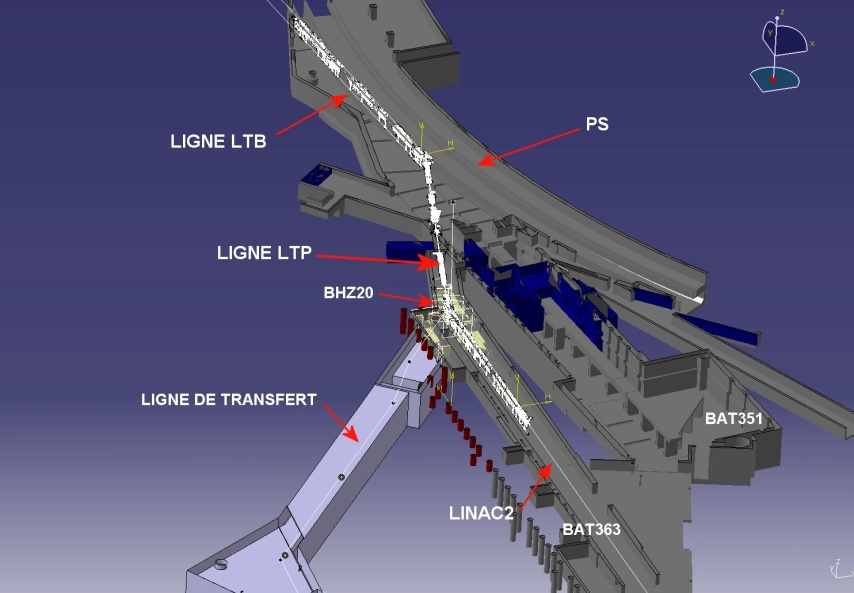 PS
LIGNE LTB
LIGNE LTP
BHZ20
LIGNE DE TRANSFERT
BAT351
LINAC2
BAT363
z
y
x
V
H
V
H
V
H
z
y